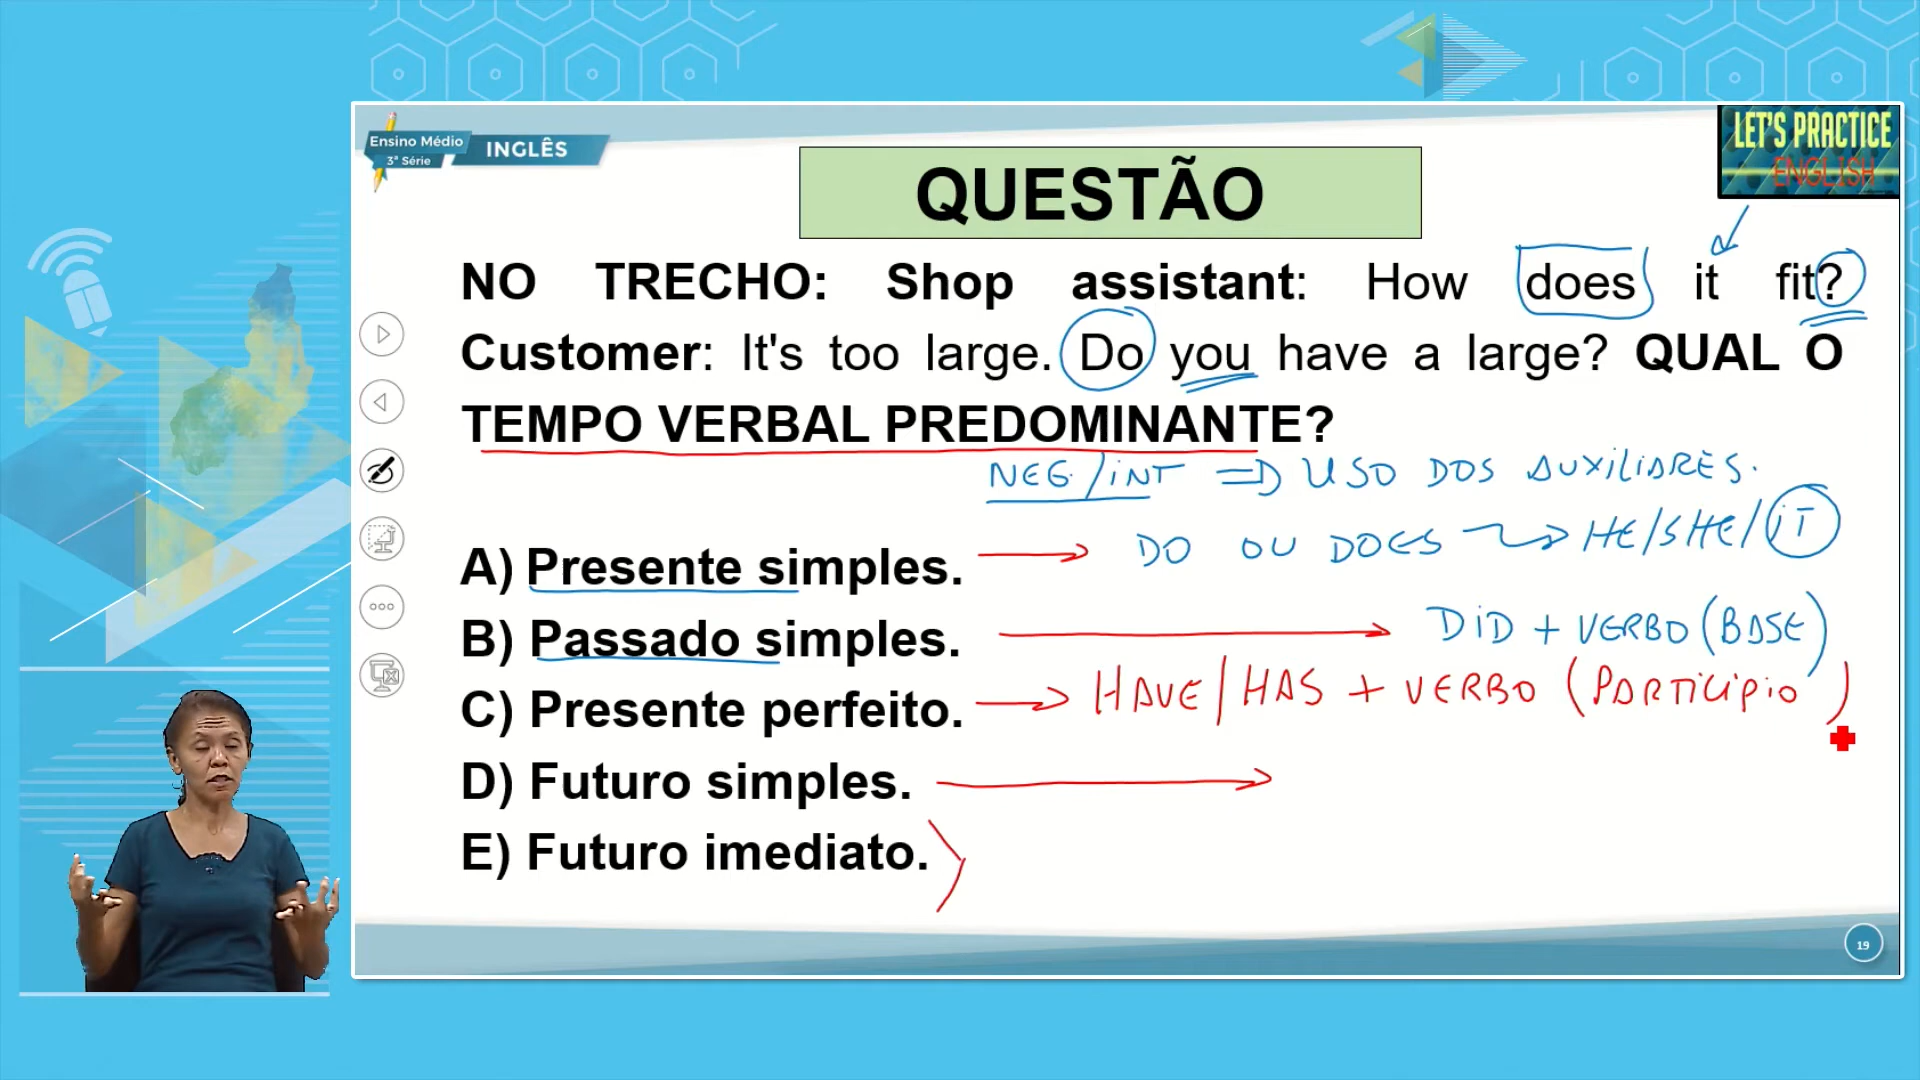 LET'S PRACTICE
ENGLISH
Ensino Médio
3ª Série
INGLÊS
QUESTÃO
NO TRECHO: Shop assistant: How does it fit?
Customer: It's too large. Do you have a large? QUAL O
TEMPO VERBAL PREDOMINANTE?
NEG./INT => USO DOS AUXILIARES.
A) Presente simples. → DO OU DOES → HE/SHE/IT
B) Passado simples. → DID + VERBO (BASE)
C) Presente perfeito. → HAVE/HAS + VERBO (PARTICIPIO)
D) Futuro simples. →
E) Futuro imediato.
19